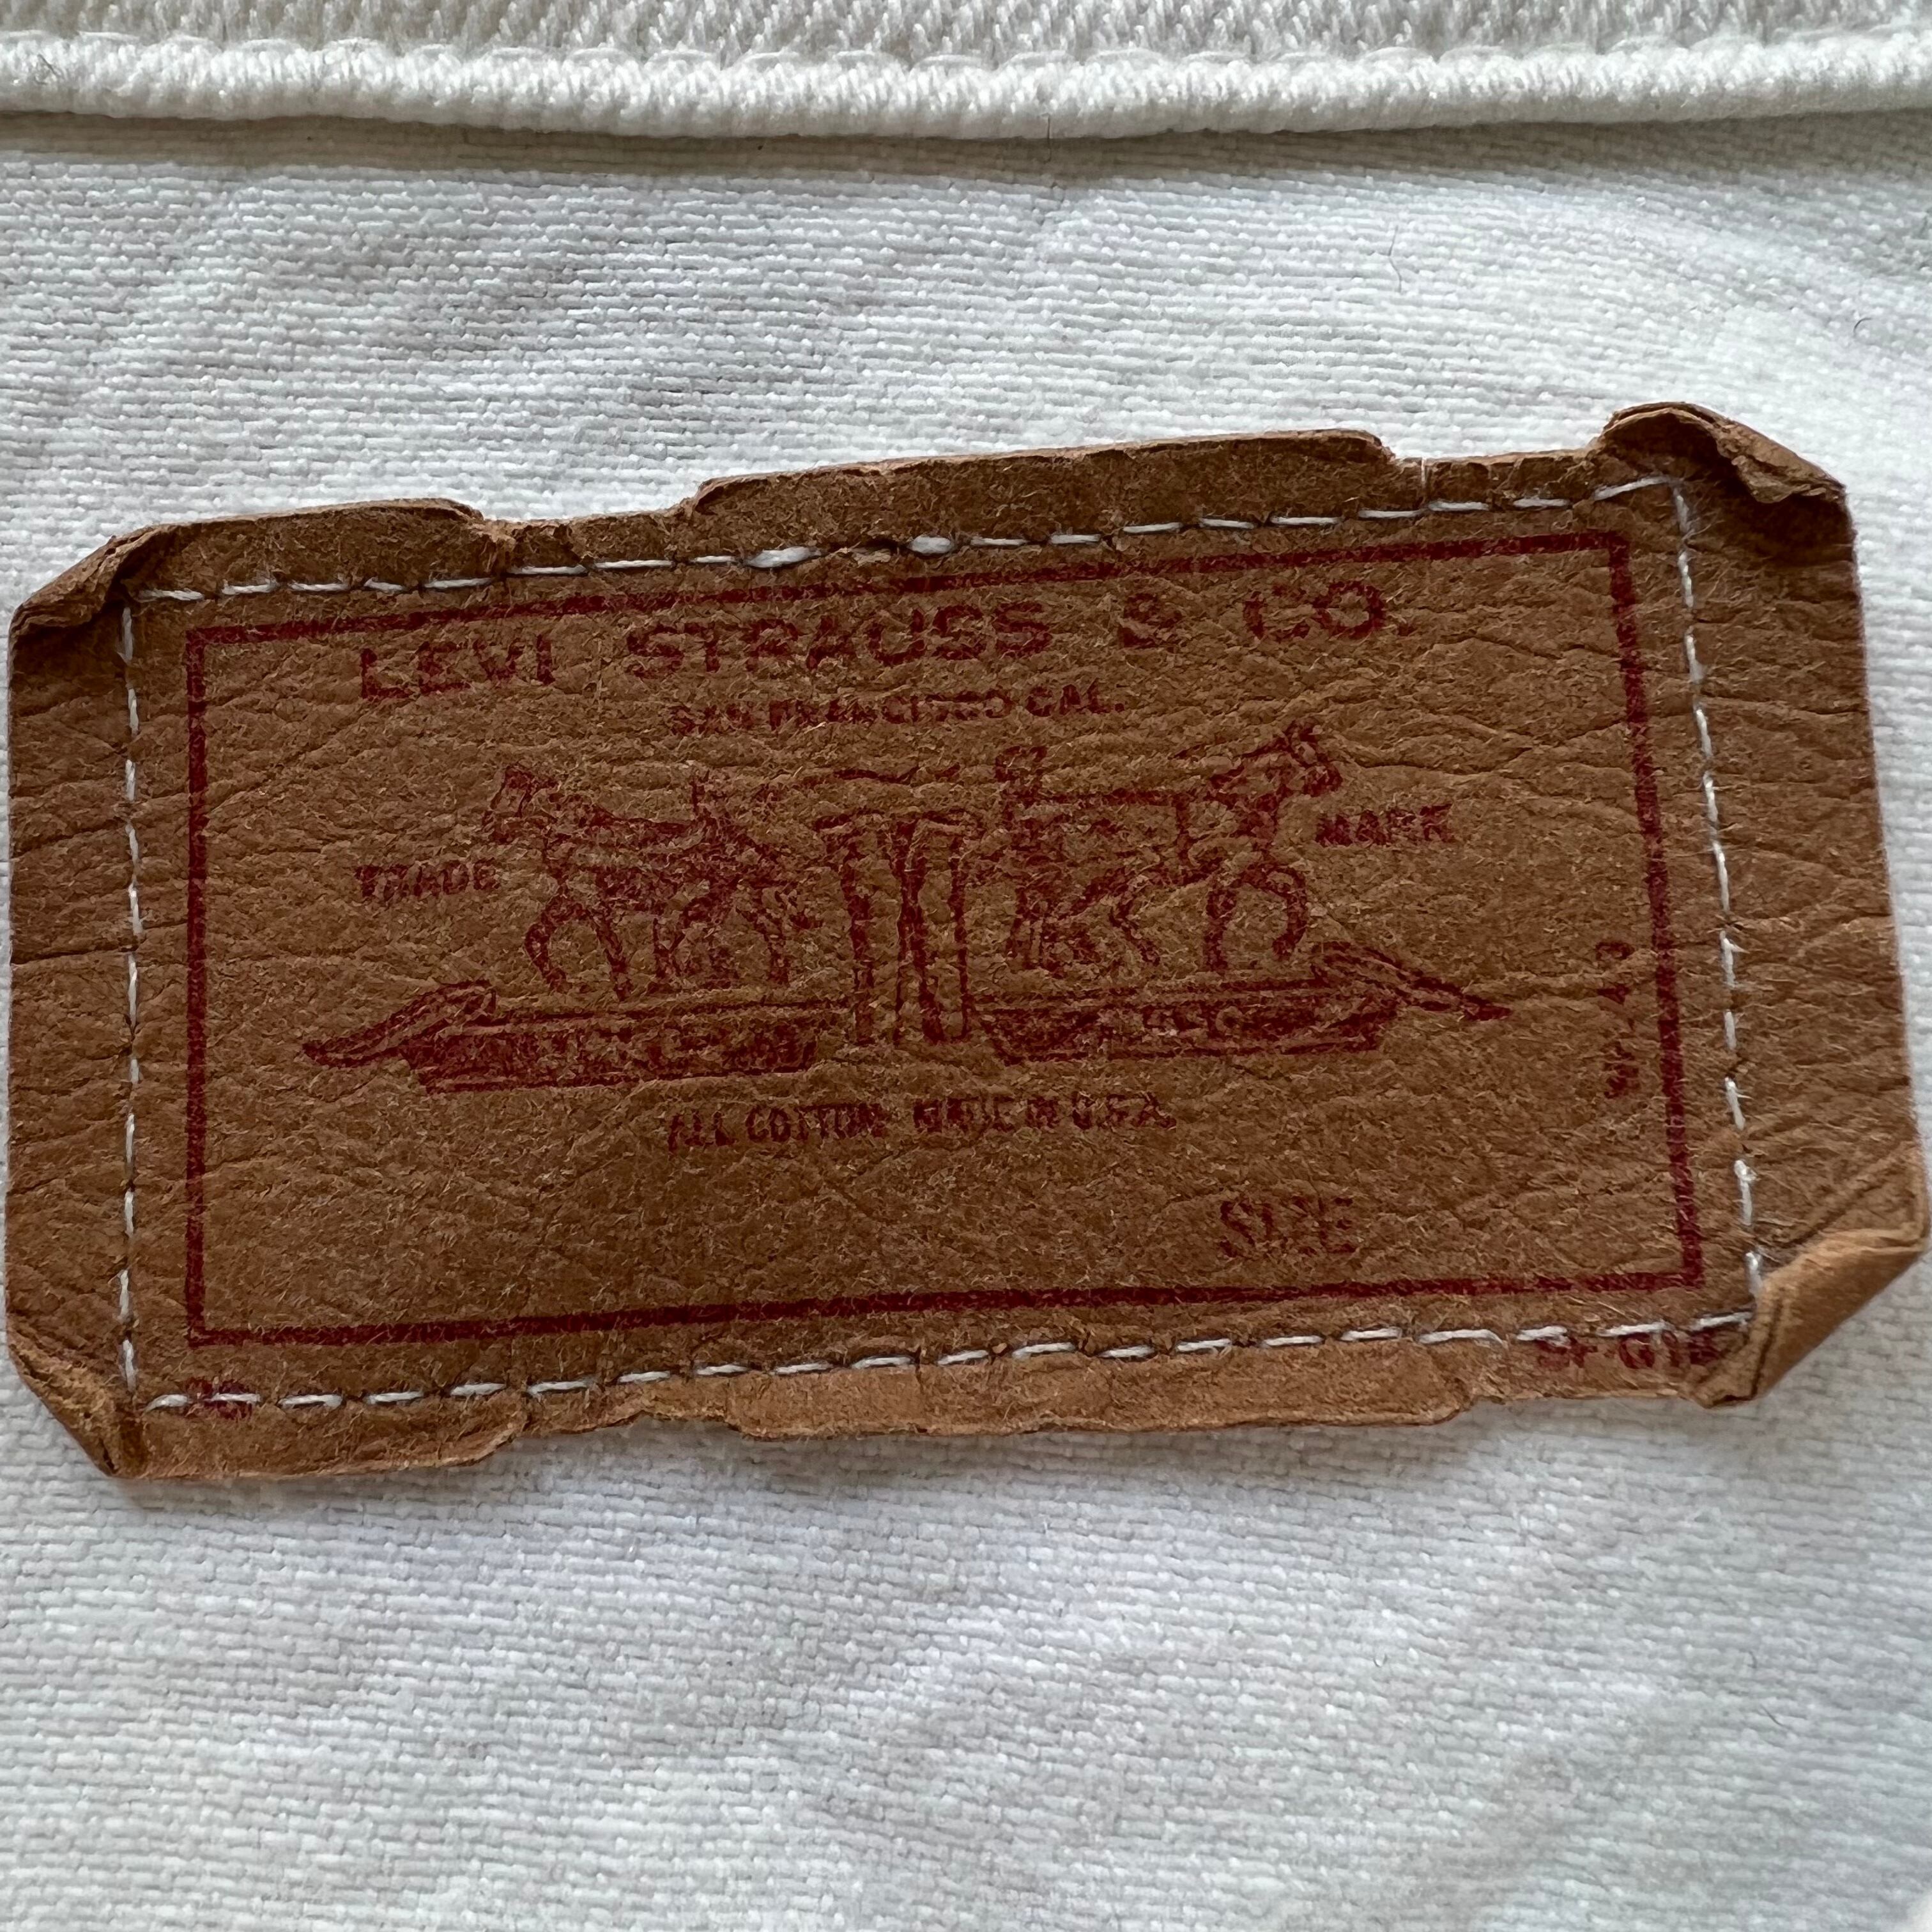 LEVI STRAUSS & CO.
SAN FRANCISCO CAL.
TRADE MARK
ALL COTTON MADE IN U.S.A.
SIZE